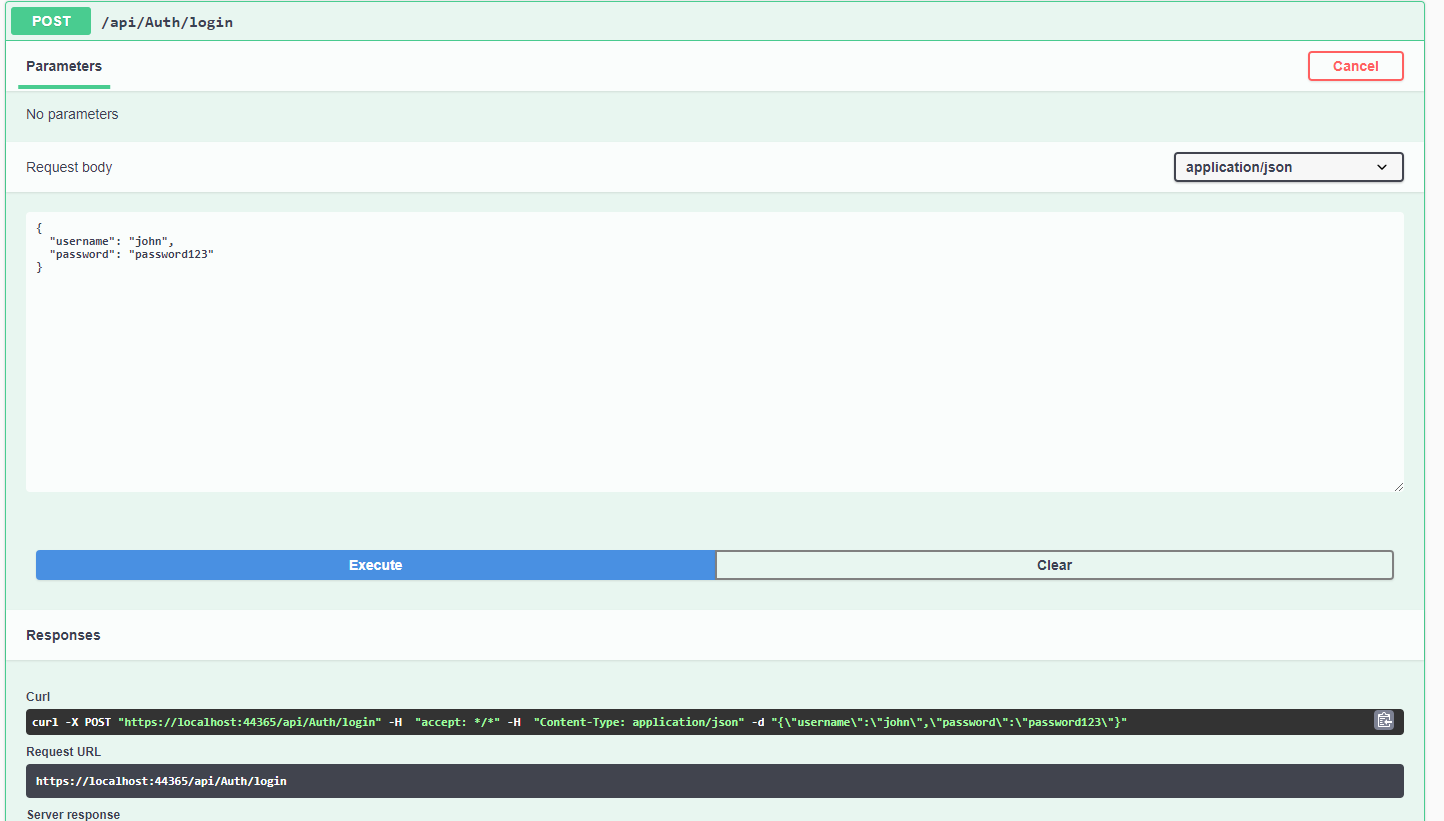 POST /api/Auth/login
Parameters Cancel
No parameters
Request body application/json
{
  "username": "john",
  "password": "password123"
}
Execute Clear
Responses
Curl
curl -X POST "https://localhost:44365/api/Auth/login" -H  "accept: */*" -H  "Content-Type: application/json" -d "{\"username\":\"john\",\"password\":\"password123\"}"
Request URL
https://localhost:44365/api/Auth/login
Server response